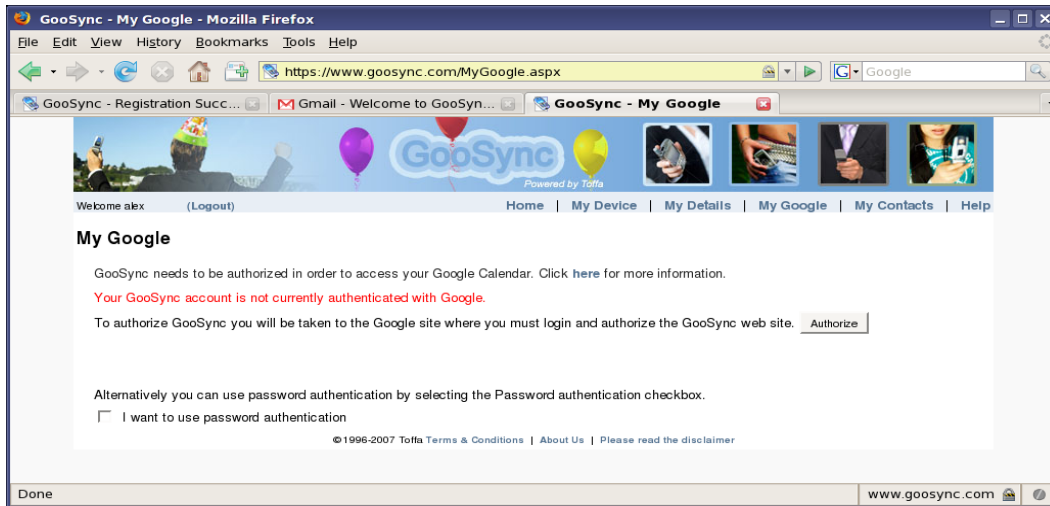 GooSync - My Google - Mozilla Firefox
File Edit View History Bookmarks Tools Help
https://www.goosync.com/MyGoogle.aspx
G
Google
GooSync - Registration Succ...
Gmail - Welcome to GooSyn...
GooSync - My Google
GooSync
Powered by Toffa
Welcome alex (Logout)
Home | My Device | My Details | My Google | My Contacts | Help
My Google
GooSync needs to be authorized in order to access your Google Calendar. Click here for more information.
Your GooSync account is not currently authenticated with Google.
To authorize GooSync you will be taken to the Google site where you must login and authorize the GooSync web site. Authorize
Alternatively you can use password authentication by selecting the Password authentication checkbox.
I want to use password authentication
©1996-2007 Toffa Terms & Conditions | About Us | Please read the disclaimer
Done
www.goosync.com